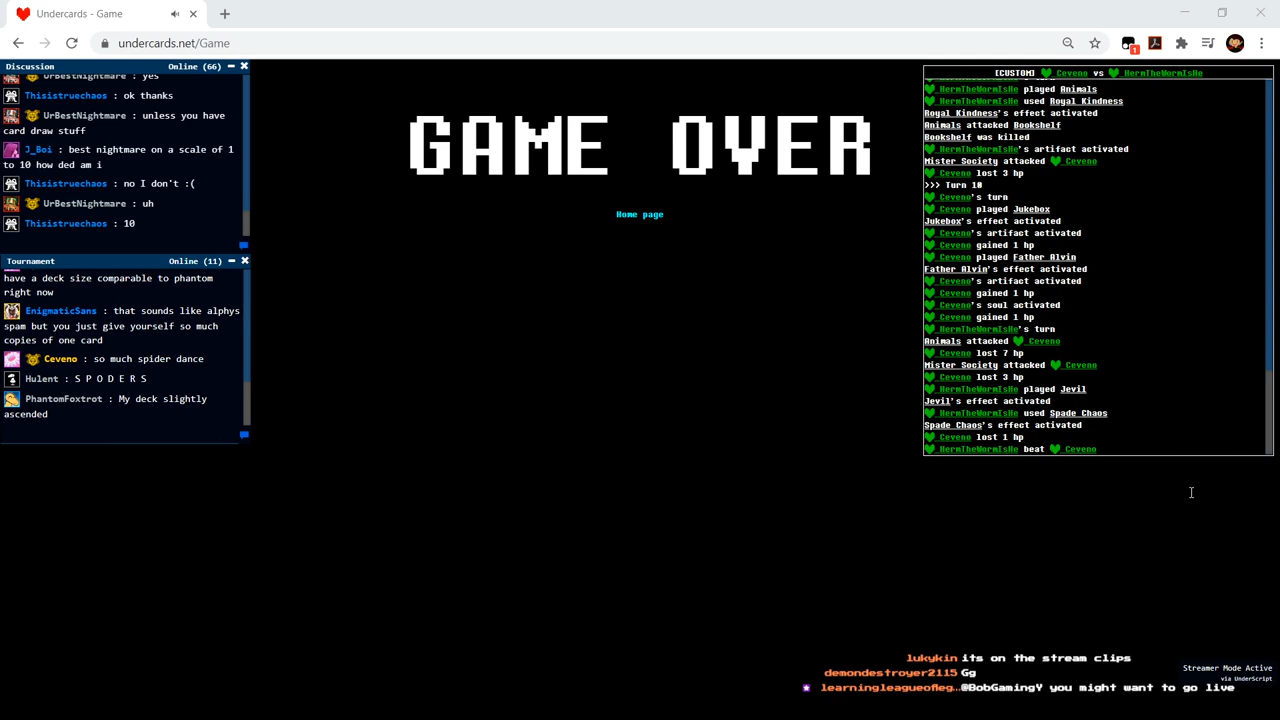 Undercards - Game
undercards.net/Game
1
Discussion
Online (66)
UrBestNightmare : yes
Thisistruechaos : ok thanks
UrBestNightmare : unless you have
card draw stuff
J_Boi : best nightmare on a scale of 1
to 10 how ded am i
Thisistruechaos : no I don't :(
UrBestNightmare : uh
Thisistruechaos : 10
Tournament
Online (11)
have a deck size comparable to phantom
right now
EnigmaticSans : that sounds like alphys
spam but you just give yourself so much
copies of one card
Ceveno : so much spider dance
Hulent : S P O D E R S
PhantomFoxtrot : My deck slightly
ascended
GAME OVER
Home page
[CUSTOM] Ceveno vs HermTheWormIsHe
HermTheWormIsHe played Animals
HermTheWormIsHe used Royal Kindness
Royal Kindness's effect activated
Animals attacked Bookshelf
Bookshelf was killed
HermTheWormIsHe's artifact activated
Mister Society attacked Ceveno
Ceveno lost 3 hp
>>> Turn 10
Ceveno's turn
Ceveno played Jukebox
Jukebox's effect activated
Ceveno's artifact activated
Ceveno gained 1 hp
Ceveno played Father Alvin
Father Alvin's effect activated
Ceveno's artifact activated
Ceveno gained 1 hp
Ceveno's soul activated
Ceveno gained 1 hp
HermTheWormIsHe's turn
Animals attacked Ceveno
Ceveno lost 7 hp
Mister Society attacked Ceveno
Ceveno lost 3 hp
HermTheWormIsHe played Jevil
Jevil's effect activated
HermTheWormIsHe used Spade Chaos
Spade Chaos's effect activated
Ceveno lost 1 hp
HermTheWormIsHe beat Ceveno
lukykin its on the stream clips
demondestroyer2115 Gg
learningleagueofleg… @BobGamingY you might want to go live
Streamer Mode Active
via UnderScript